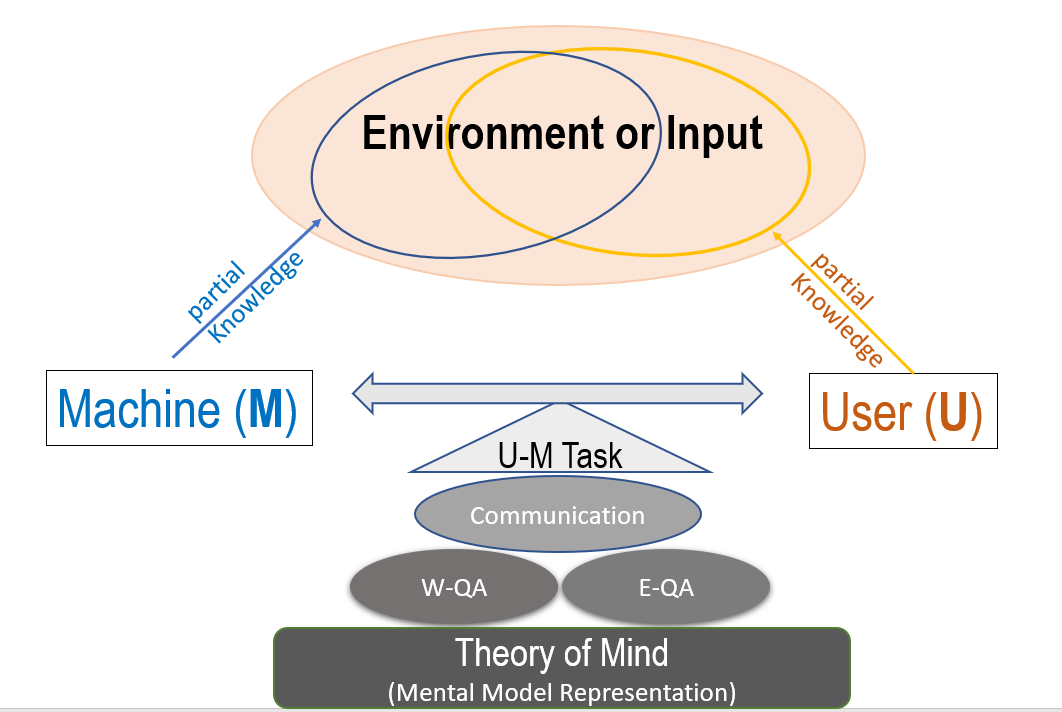 Environment or Input
partial
Knowledge
partial
Knowledge
Machine (M)
User (U)
U-M Task
Communication
W-QA
E-QA
Theory of Mind
(Mental Model Representation)